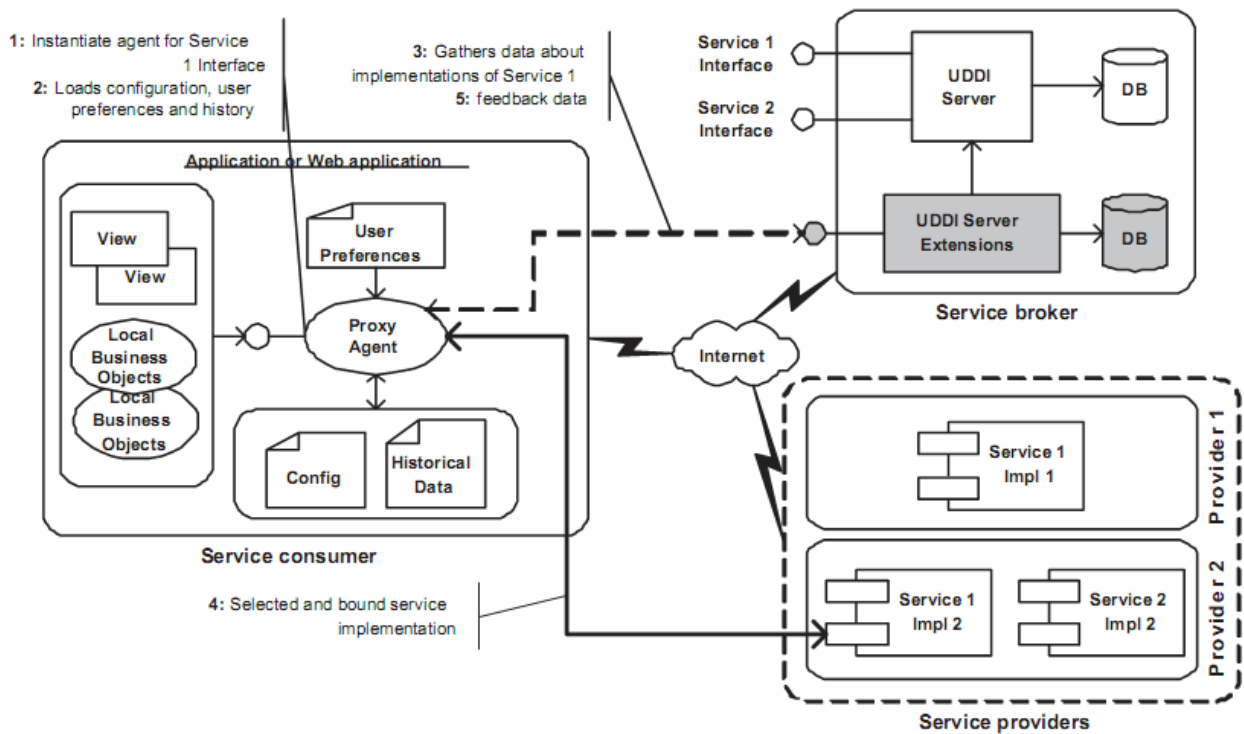 1: Instantiate agent for Service
1 Interface
2: Loads configuration, user
preferences and history
3: Gathers data about
implementations of Service 1
5: feedback data
Service 1
Interface
Service 2
Interface
UDDI
Server
DB
UDDI Server
Extensions
DB
Service broker
Application or Web application
View
View
Local
Business
Objects
Local
Business
Objects
User
Preferences
Proxy
Agent
Config
Historical
Data
Service consumer
Internet
4: Selected and bound service
implementation
Service 1
Impl 1
Provider 1
Service 1
Impl 2
Service 2
Impl 2
Provider 2
Service providers